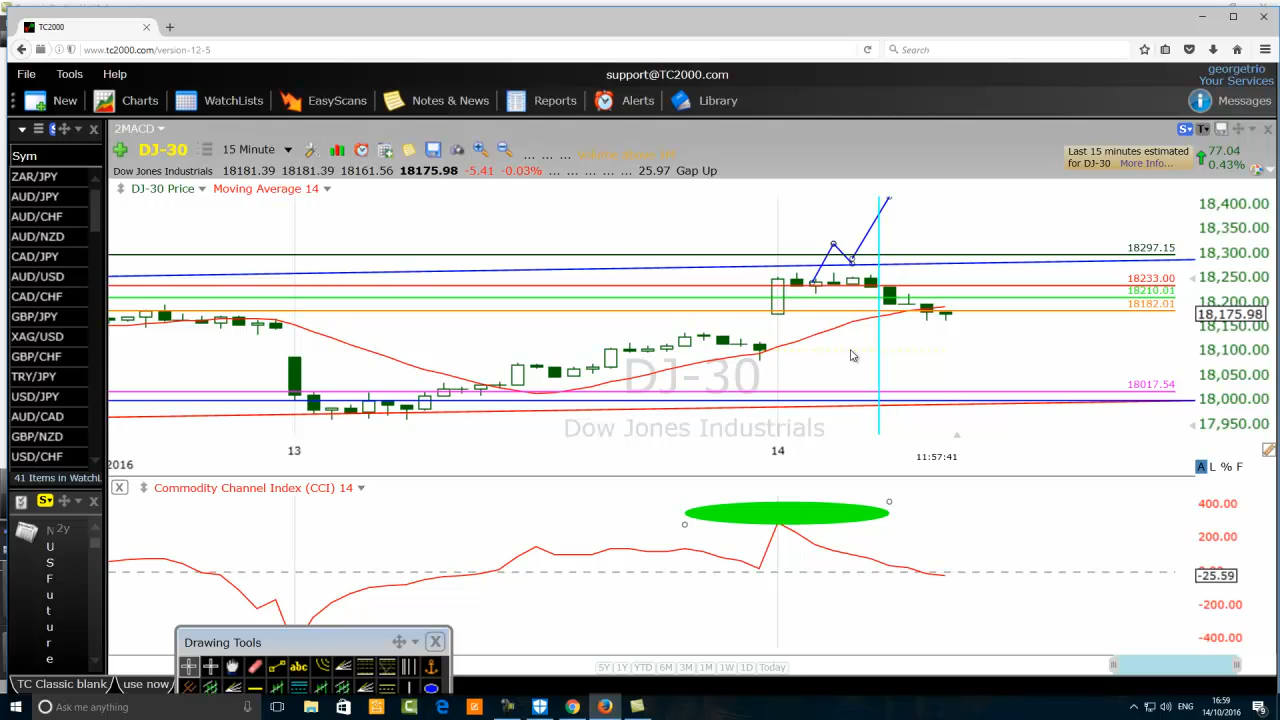 TC2000
www.tc2000.com/version-12-5
Search
File Tools Help
support@TC2000.com
georgetrio
Your Services
New Charts WatchLists EasyScans Notes & News Reports Alerts Library Messages
2MACD
Sym
ZAR/JPY
AUD/JPY
AUD/CHF
AUD/NZD
CAD/JPY
AUD/USD
CAD/CHF
GBP/JPY
XAG/USD
GBP/CHF
TRY/JPY
USD/JPY
AUD/CAD
GBP/NZD
USD/CHF
41 Items in WatchL
DJ-30 15 Minute
Last 15 minutes estimated
for DJ-30 More Info...
77.04
0.43%
Dow Jones Industrials 18181.39 18181.39 18161.56 18175.98 -5.41 -0.03% ... ... ... ... 25.97 Gap Up
DJ-30 Price Moving Average 14
18,400.00
18,350.00
18,300.00
18,250.00
18,200.00
18,175.98
18,150.00
18,100.00
18,050.00
18,000.00
17,950.00
18297.15
18233.00
18210.01
18182.01
18017.54
DJ-30
Dow Jones Industrials
2016 13 14 11:57:41
A L % F
Commodity Channel Index (CCI) 14
400.00
200.00
-25.59
-200.00
-400.00
2y
U
S
F
u
t
u
r
e
Drawing Tools
abc
5Y 1Y YTD 6M 3M 1M 1W 1D Today
TC Classic blank use now
Ask me anything
ENG
16:59
14/10/2016